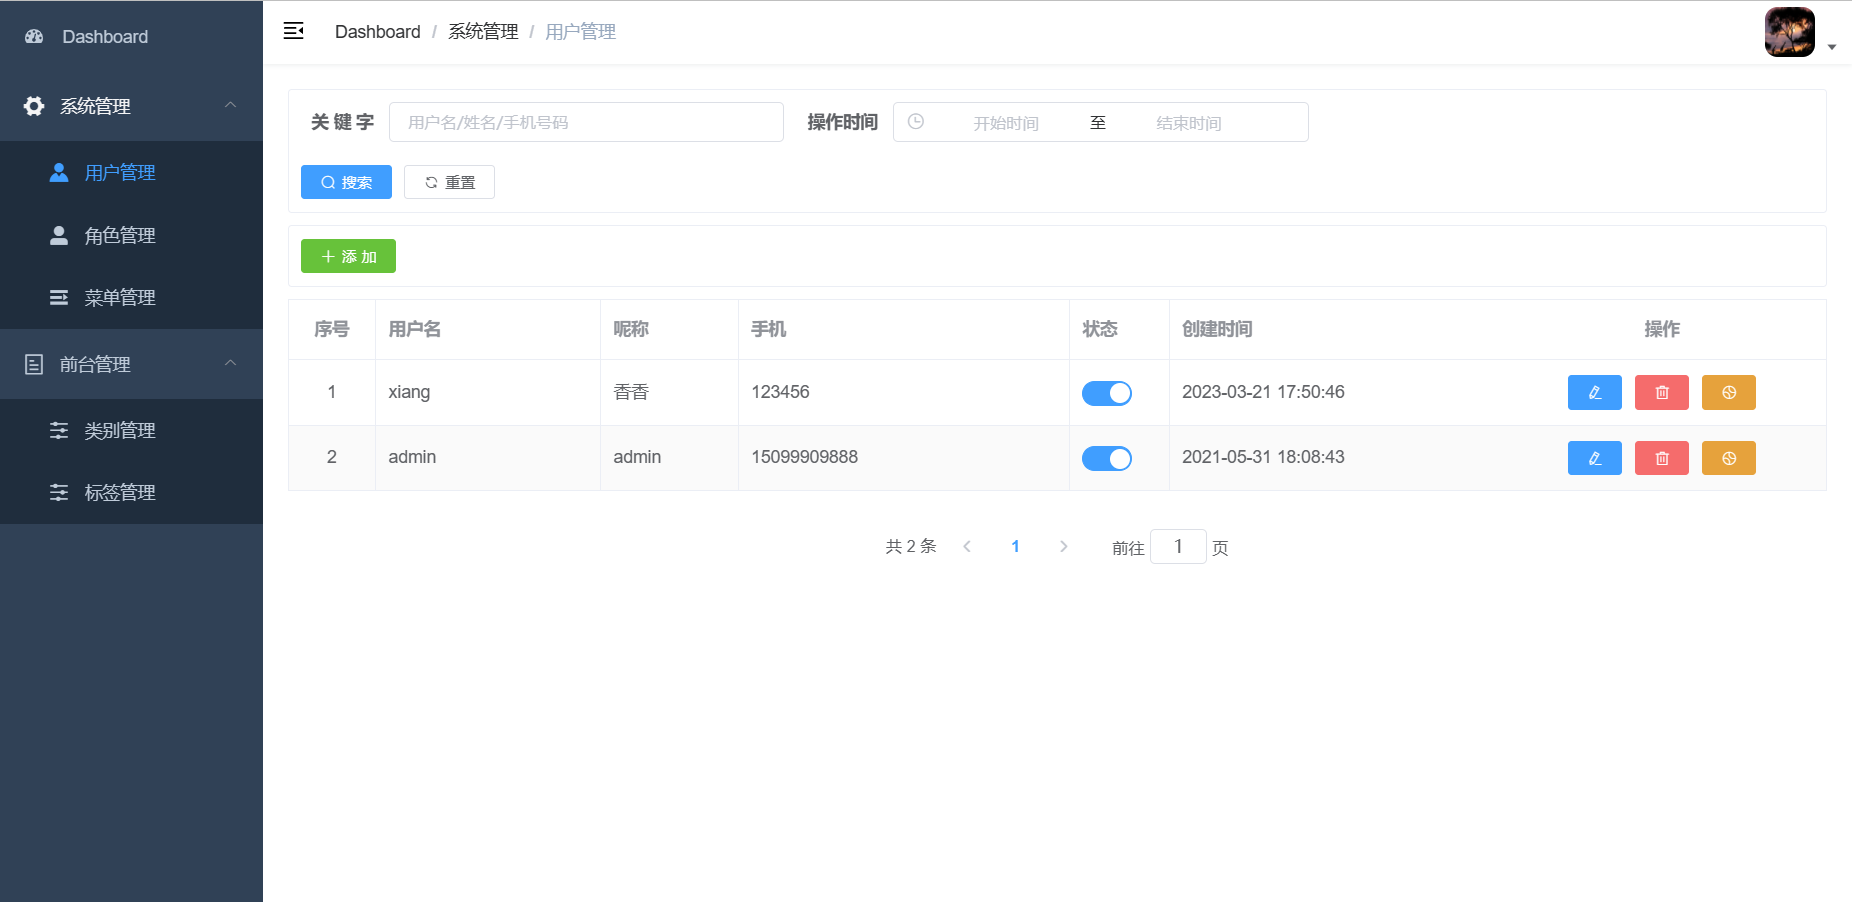 Dashboard
系统管理
用户管理
角色管理
菜单管理
前台管理
类别管理
标签管理
Dashboard / 系统管理 / 用户管理
关 键 字 用户名/姓名/手机号码 操作时间 开始时间 至 结束时间
搜索 重置
添 加
序号 用户名 昵称 手机 状态 创建时间 操作
1 xiang 香香 123456 2023-03-21 17:50:46
2 admin admin 15099909888 2021-05-31 18:08:43
共 2 条 1 前往 1 页